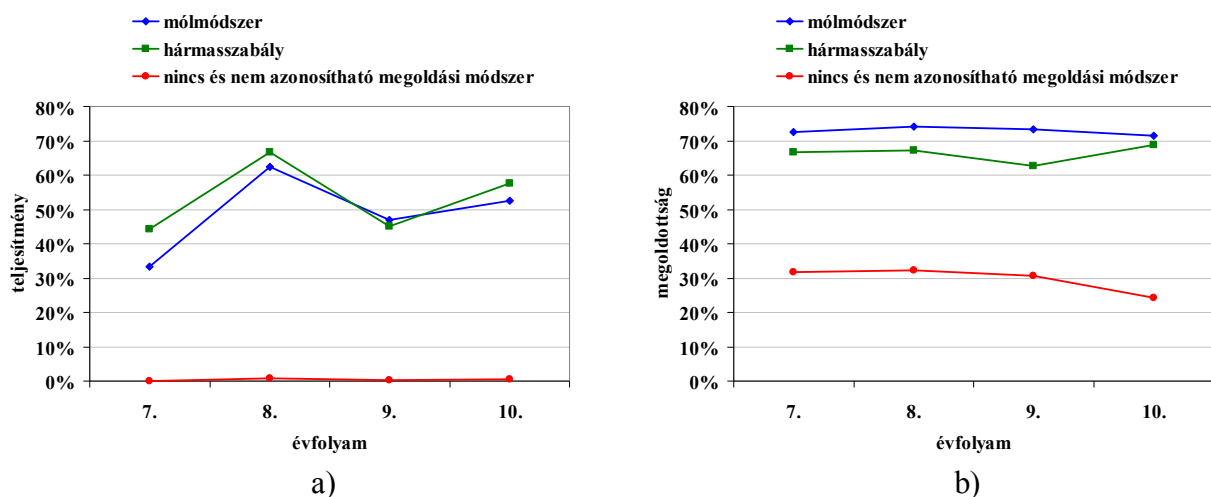 mólmódszer
hármasszabály
nincs és nem azonosítható megoldási módszer
80%
70%
60%
50%
40%
30%
20%
10%
0%
teljesítmény
7. 8. 9. 10.
évfolyam
a)
mólmódszer
hármasszabály
nincs és nem azonosítható megoldási módszer
80%
70%
60%
50%
40%
30%
20%
10%
0%
megoldottság
7. 8. 9. 10.
évfolyam
b)